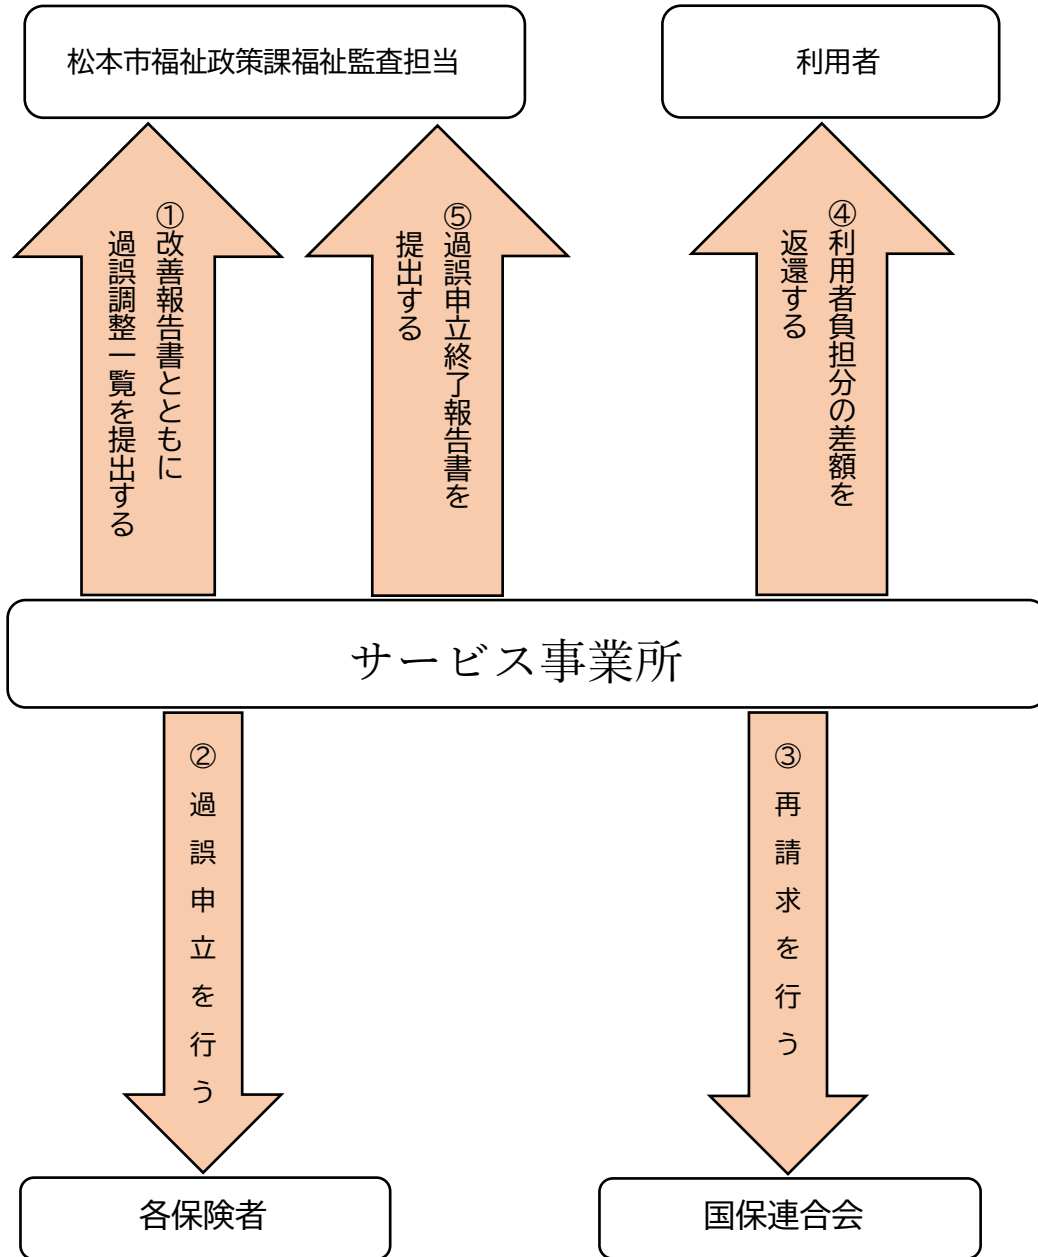 松本市福祉政策課福祉監査担当
利用者
①改善報告書とともに
過誤調整一覧を提出する
⑤過誤申立終了報告書を
提出する
④利用者負担分の差額を
返還する
サービス事業所
②過誤申立を行う
③再請求を行う
各保険者
国保連合会